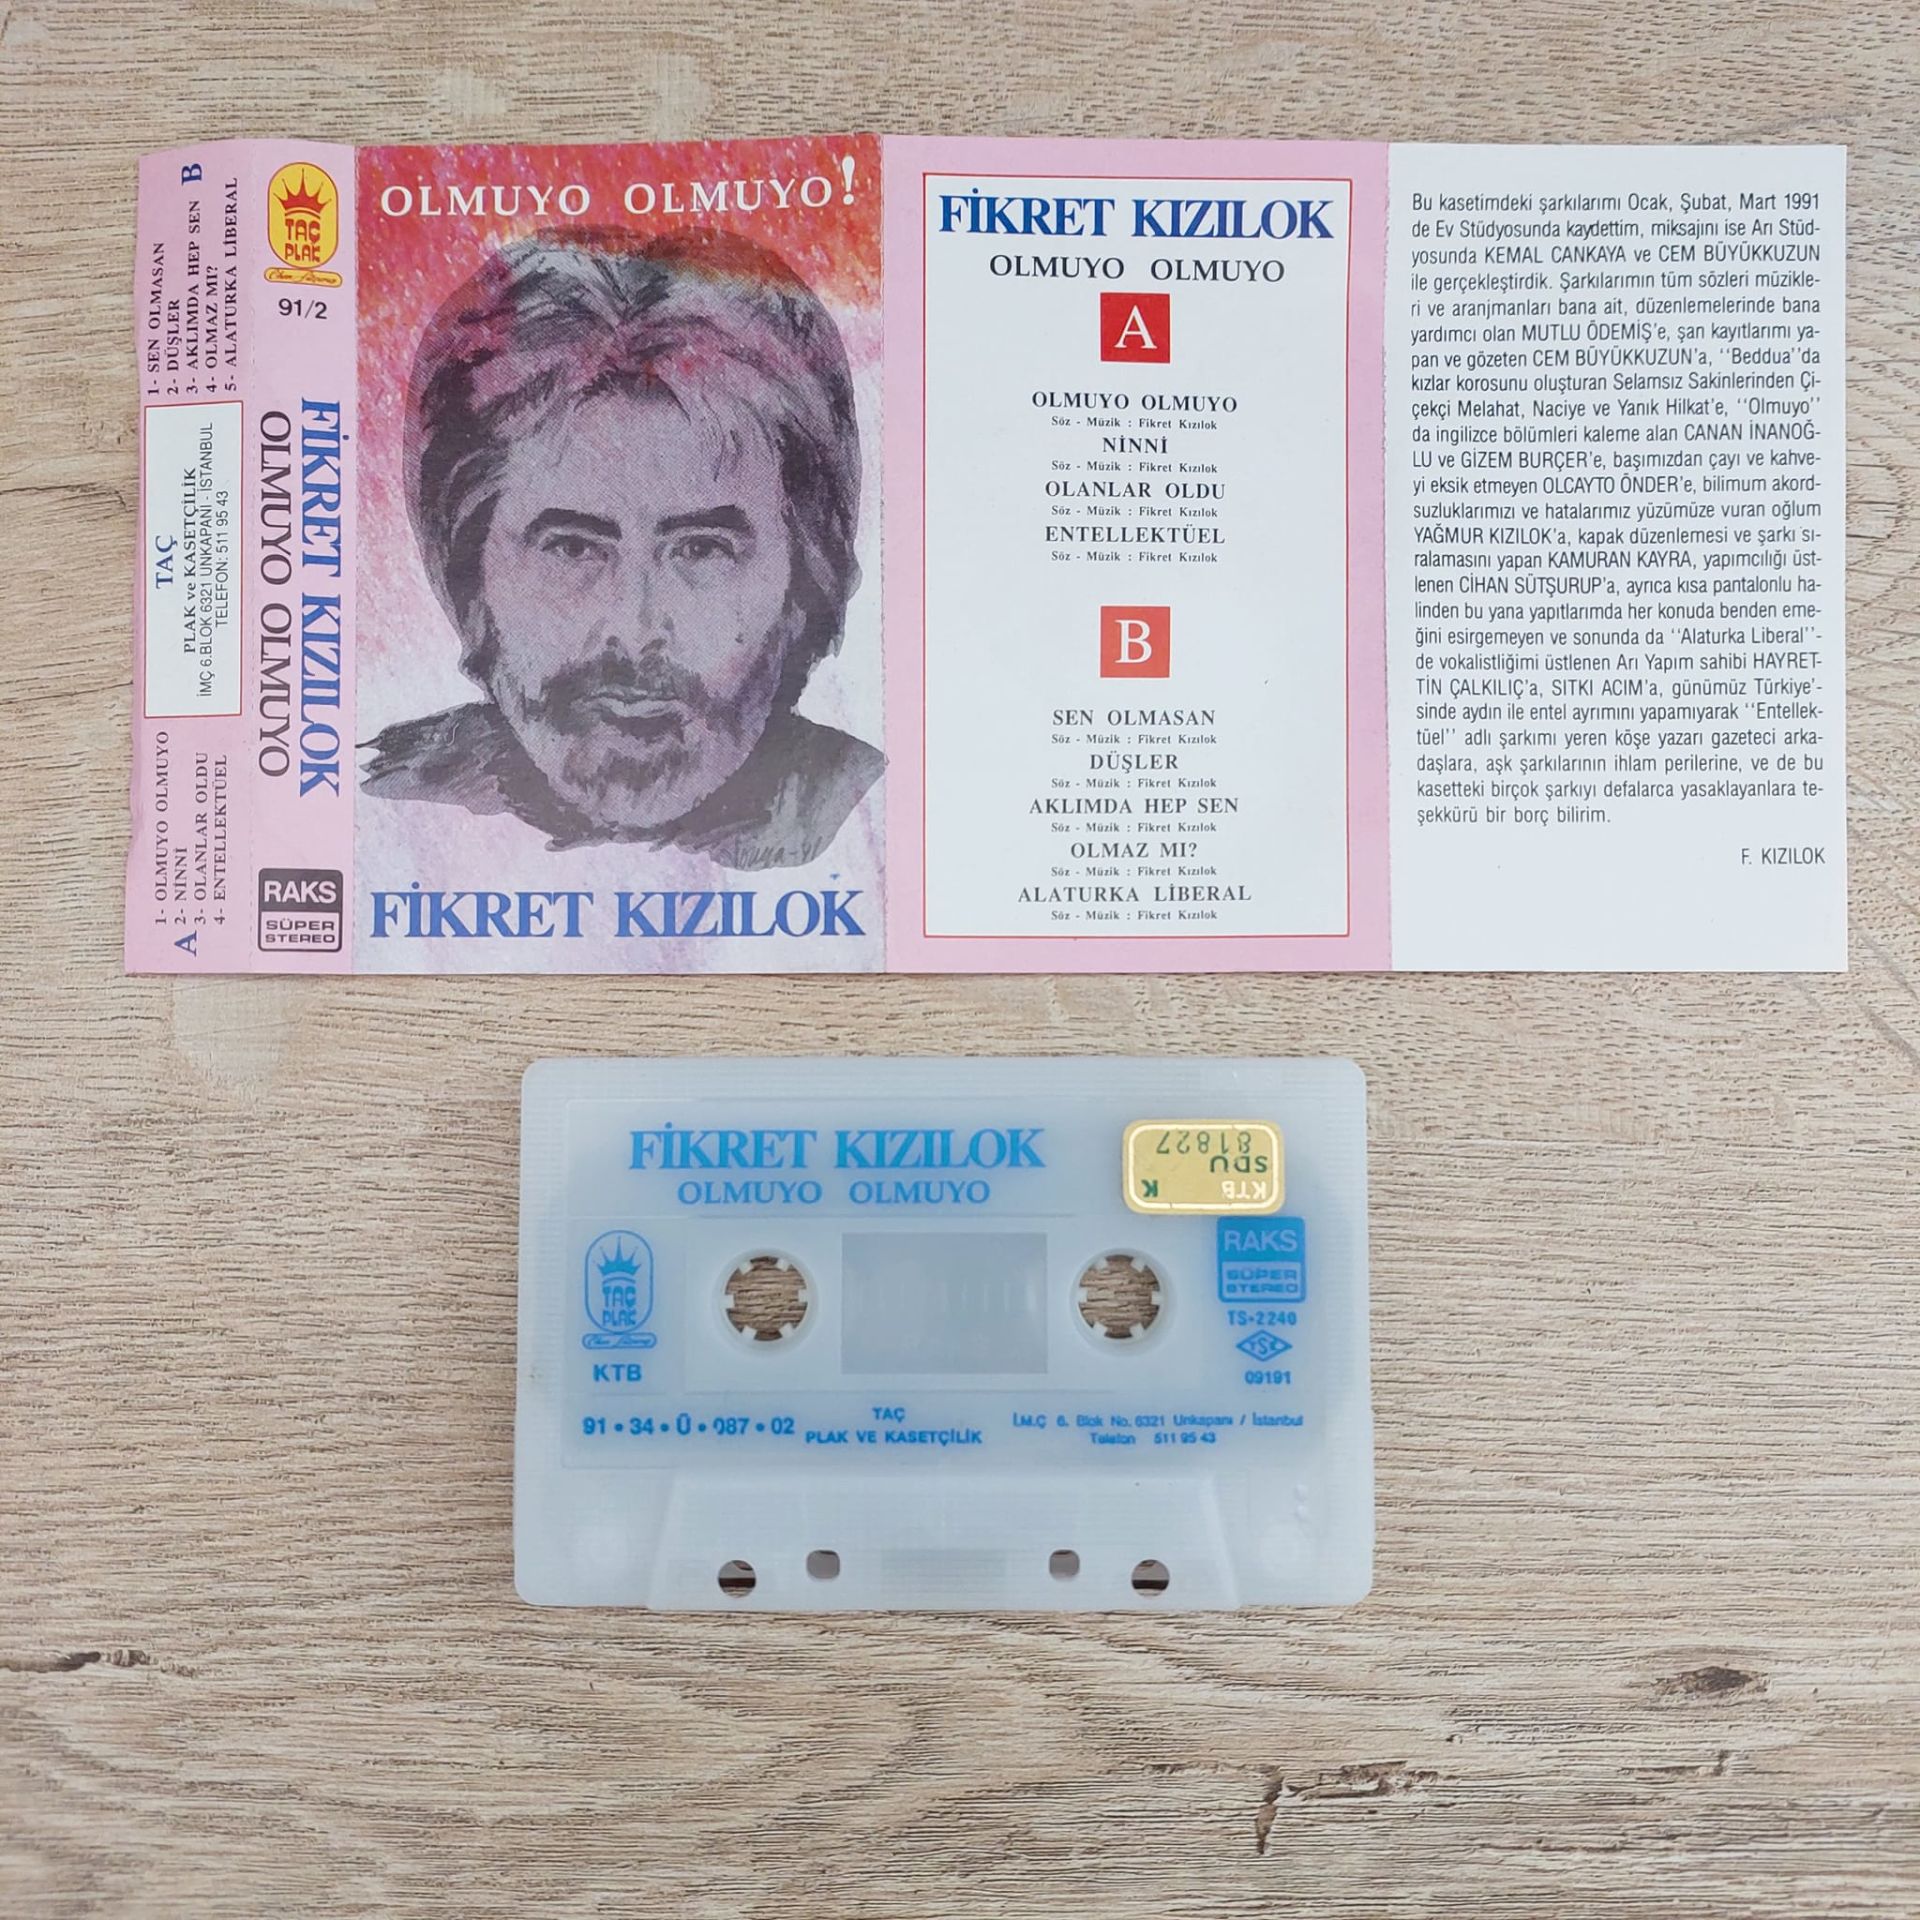 1- SEN OLMASAN
2- DÜŞLER
3- AKLIMDA HEP SEN
4- OLMAZ MI?
5- ALATURKA LİBERAL
B
TAÇ
PLAK ve KASETÇİLİK
İMÇ 6.BLOK 6321 UNKAPANI - İSTANBUL
TELEFON: 511 95 43
1- OLMUYO OLMUYO
2- NİNNİ
3- OLANLAR OLDU
4- ENTELLEKTÜEL
A
TAÇ
PLAK
91/2
FİKRET KIZILOK
OLMUYO OLMUYO
RAKS
SÜPER
STEREO
OLMUYO OLMUYO!
FİKRET KIZILOK
FİKRET KIZILOK
OLMUYO OLMUYO
A
OLMUYO OLMUYO
Söz - Müzik : Fikret Kızılok
NİNNİ
Söz - Müzik : Fikret Kızılok
OLANLAR OLDU
Söz - Müzik : Fikret Kızılok
ENTELLEKTÜEL
Söz - Müzik : Fikret Kızılok
B
SEN OLMASAN
Söz - Müzik : Fikret Kızılok
DÜŞLER
Söz - Müzik : Fikret Kızılok
AKLIMDA HEP SEN
Söz - Müzik : Fikret Kızılok
OLMAZ MI?
Söz - Müzik : Fikret Kızılok
ALATURKA LİBERAL
Söz - Müzik : Fikret Kızılok
Bu kasetimdeki şarkılarımı Ocak, Şubat, Mart 1991
de Ev Stüdyosunda kaydettim, miksajını ise Arı Stüd-
yosunda KEMAL CANKAYA ve CEM BÜYÜKKUZUN
ile gerçekleştirdik. Şarkılarımın tüm sözleri müzikle-
ri ve aranjmanları bana ait, düzenlemelerinde bana
yardımcı olan MUTLU ÖDEMİŞ'e, şan kayıtlarımı ya-
pan ve gözeten CEM BÜYÜKKUZUN'a, ''Beddua''da
kızlar korosunu oluşturan Selamsız Sakinlerinden Çi-
çekçi Melahat, Naciye ve Yanık Hilkat'e, ''Olmuyo''
da ingilizce bölümleri kaleme alan CANAN İNANOĞ-
LU ve GİZEM BURÇER'e, başımızdan çayı ve kahve-
yi eksik etmeyen OLCAYTO ÖNDER'e, bilimum akord-
suzluklarımızı ve hatalarımız yüzümüze vuran oğlum
YAĞMUR KIZILOK'a, kapak düzenlemesi ve şarkı sı-
ralamasını yapan KAMURAN KAYRA, yapımcılığı üst-
lenen CİHAN SÜTŞURUP'a, ayrıca kısa pantalonlu ha-
linden bu yana yapıtlarımda her konuda benden eme-
ğini esirgemeyen ve sonunda da ''Alaturka Liberal''-
de vokalistliğimi üstlenen Arı Yapım sahibi HAYRET-
TİN ÇALKILIÇ'a, SITKI ACIM'a, günümüz Türkiye'-
sinde aydın ile entel ayrımını yapamıyarak ''Entellek-
tüel'' adlı şarkımı yeren köşe yazarı gazeteci arka-
daşlara, aşk şarkılarının ihlam perilerine, ve de bu
kasetteki birçok şarkıyı defalarca yasaklayanlara te-
şekkürü bir borç bilirim.
F. KIZILOK
FİKRET KIZILOK
OLMUYO OLMUYO
KTB K
SDÜ
81827
TAÇ
PLAK
KTB
RAKS
SÜPER
STEREO
TS•2240
TSE
09191
91 • 34 • Ü • 087 • 02
TAÇ
PLAK VE KASETÇİLİK
İ.M.Ç 6. Blok No. 6321 Unkapanı / İstanbul
Telefon 511 95 43